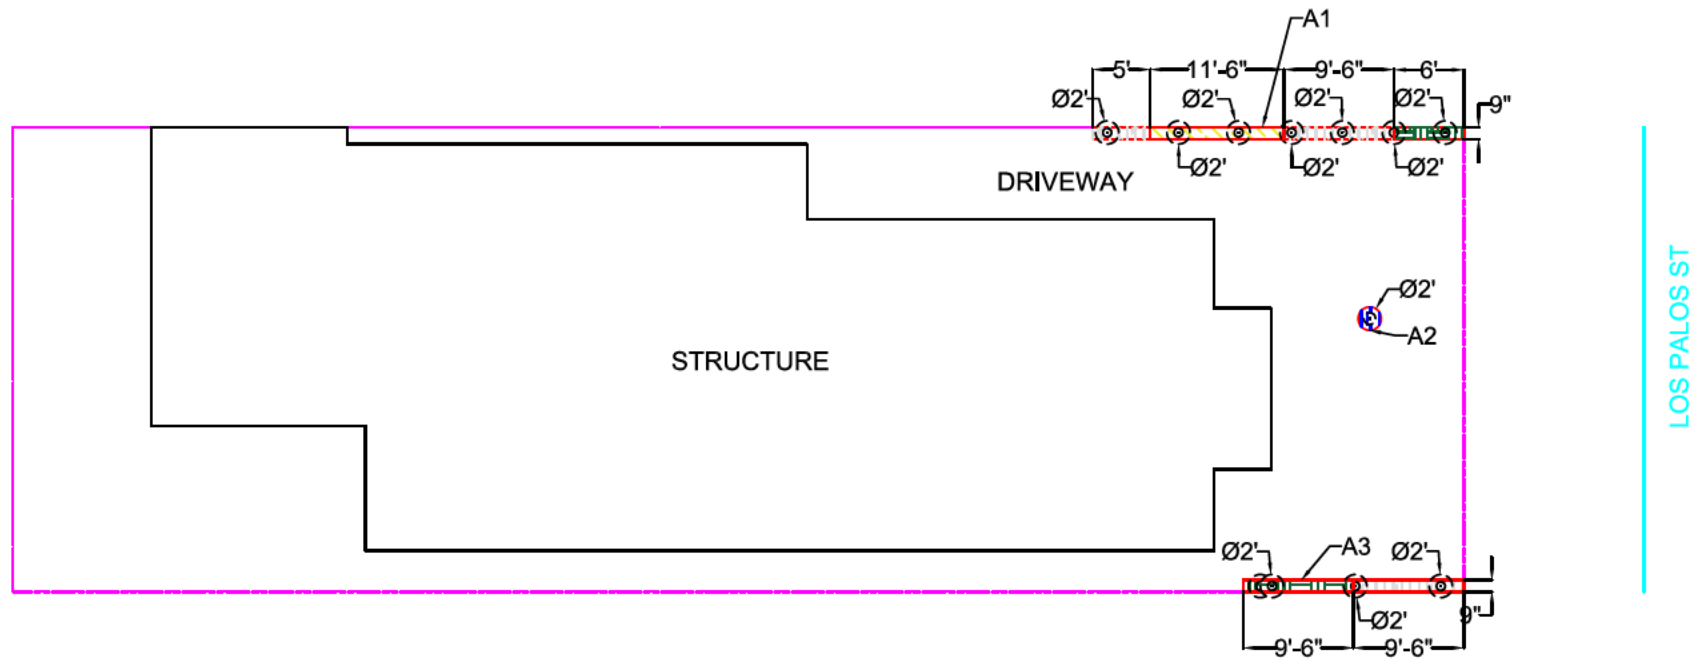 A1
5'
11'-6"
9'-6"
6'
Ø2'
Ø2'
Ø2'
Ø2'
9"
Ø2'
Ø2'
Ø2'
DRIVEWAY
Ø2'
A2
STRUCTURE
LOS PALOS ST
Ø2'
A3
Ø2'
Ø2'
9"
9'-6"
9'-6"